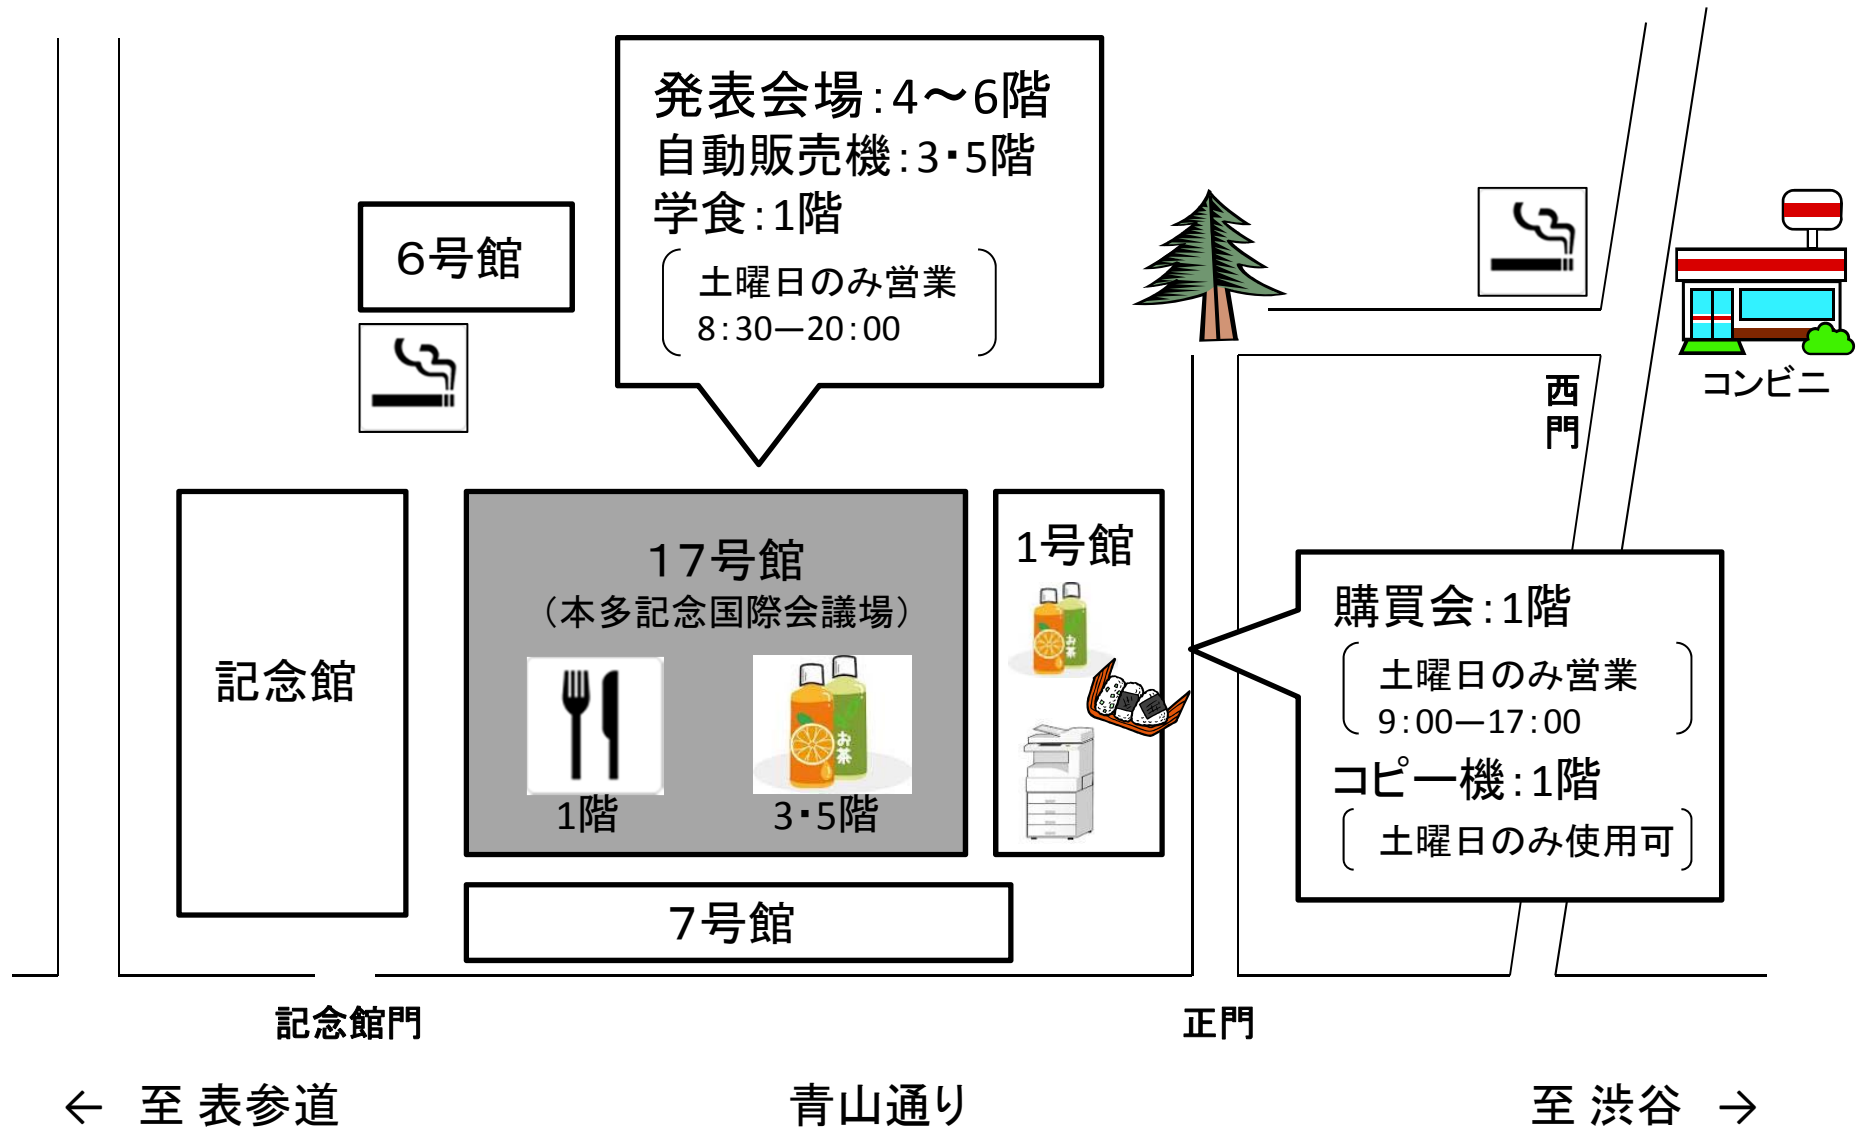 発表会場：4～6階
自動販売機：3・5階
学食：1階
土曜日のみ営業
8：30―20：00
6号館
西門
コンビニ
記念館
17号館
（本多記念国際会議場）
お茶
1階
3・5階
1号館
お茶
購買会：1階
土曜日のみ営業
9：00―17：00
コピー機：1階
土曜日のみ使用可
7号館
記念館門
正門
← 至 表参道
青山通り
至 渋谷 →